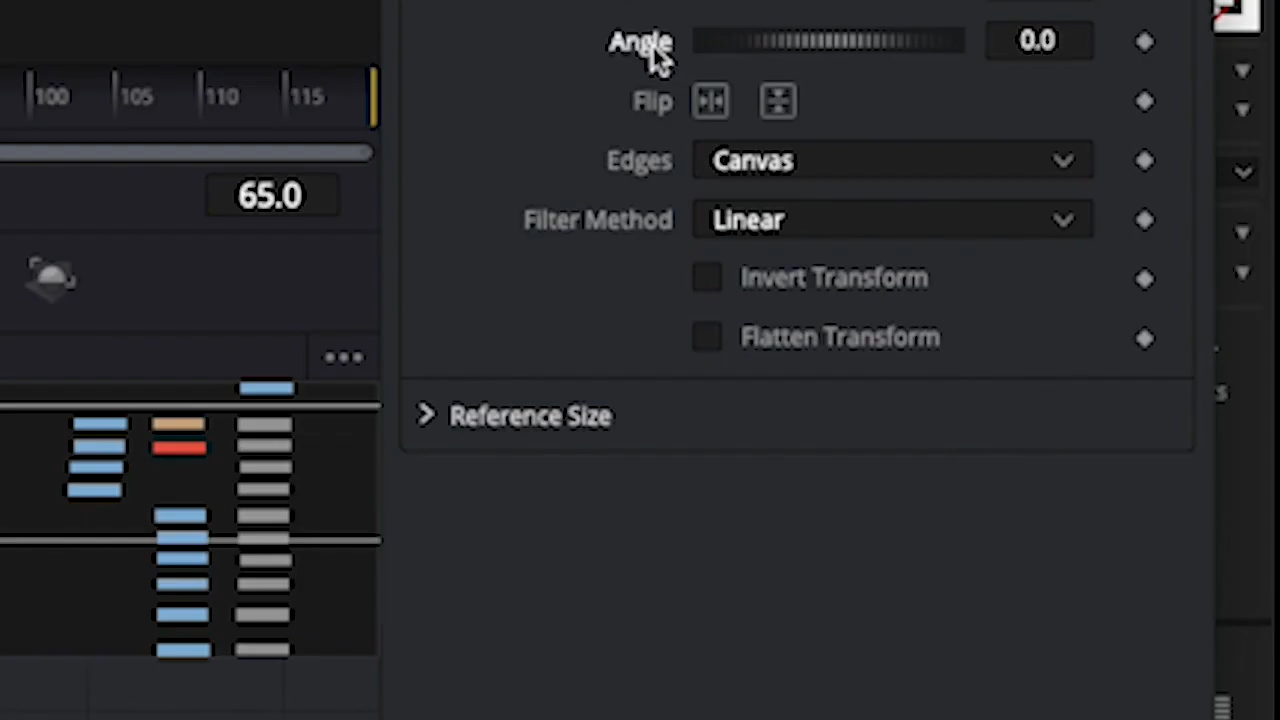 Angle 0.0
100 105 110 115
Flip
Edges Canvas
65.0
Filter Method Linear
Invert Transform
Flatten Transform
Reference Size